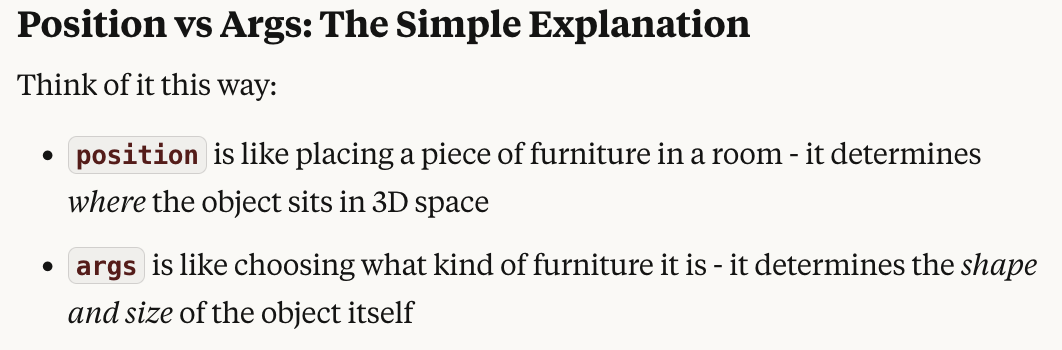 Position vs Args: The Simple Explanation
Think of it this way:
• position is like placing a piece of furniture in a room - it determines
where the object sits in 3D space
• args is like choosing what kind of furniture it is - it determines the shape
and size of the object itself